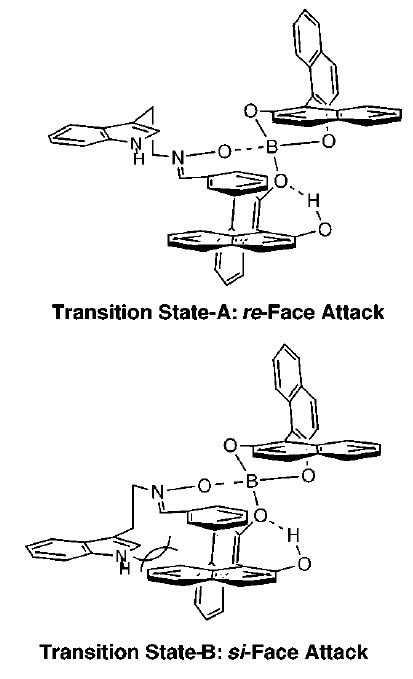 O
N
H
N
O
B
O
O
H
O
Transition State-A: re-Face Attack
O
N
O
B
O
O
H
N
H
O
Transition State-B: si-Face Attack